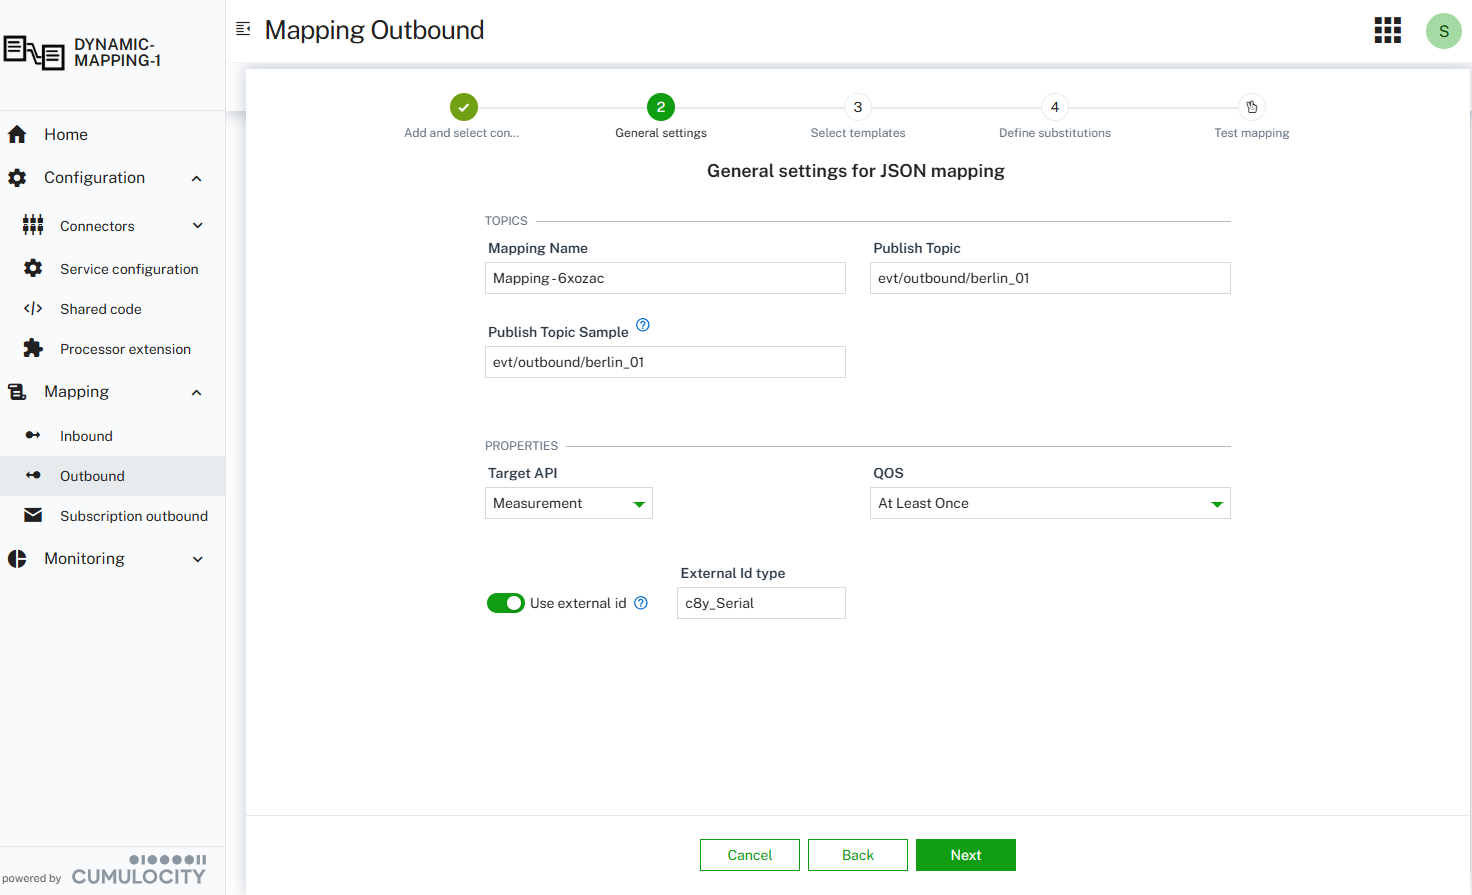 DYNAMIC-
MAPPING-1
Mapping Outbound
S
Home
Configuration
Connectors
Service configuration
Shared code
Processor extension
Mapping
Inbound
Outbound
Subscription outbound
Monitoring
powered by CUMULOCITY
2
3
4
Add and select con...
General settings
Select templates
Define substitutions
Test mapping
General settings for JSON mapping
TOPICS
Mapping Name
Publish Topic
Mapping - 6xozac
evt/outbound/berlin_01
Publish Topic Sample
evt/outbound/berlin_01
PROPERTIES
Target API
QOS
Measurement
At Least Once
External Id type
Use external id
c8y_Serial
Cancel
Back
Next